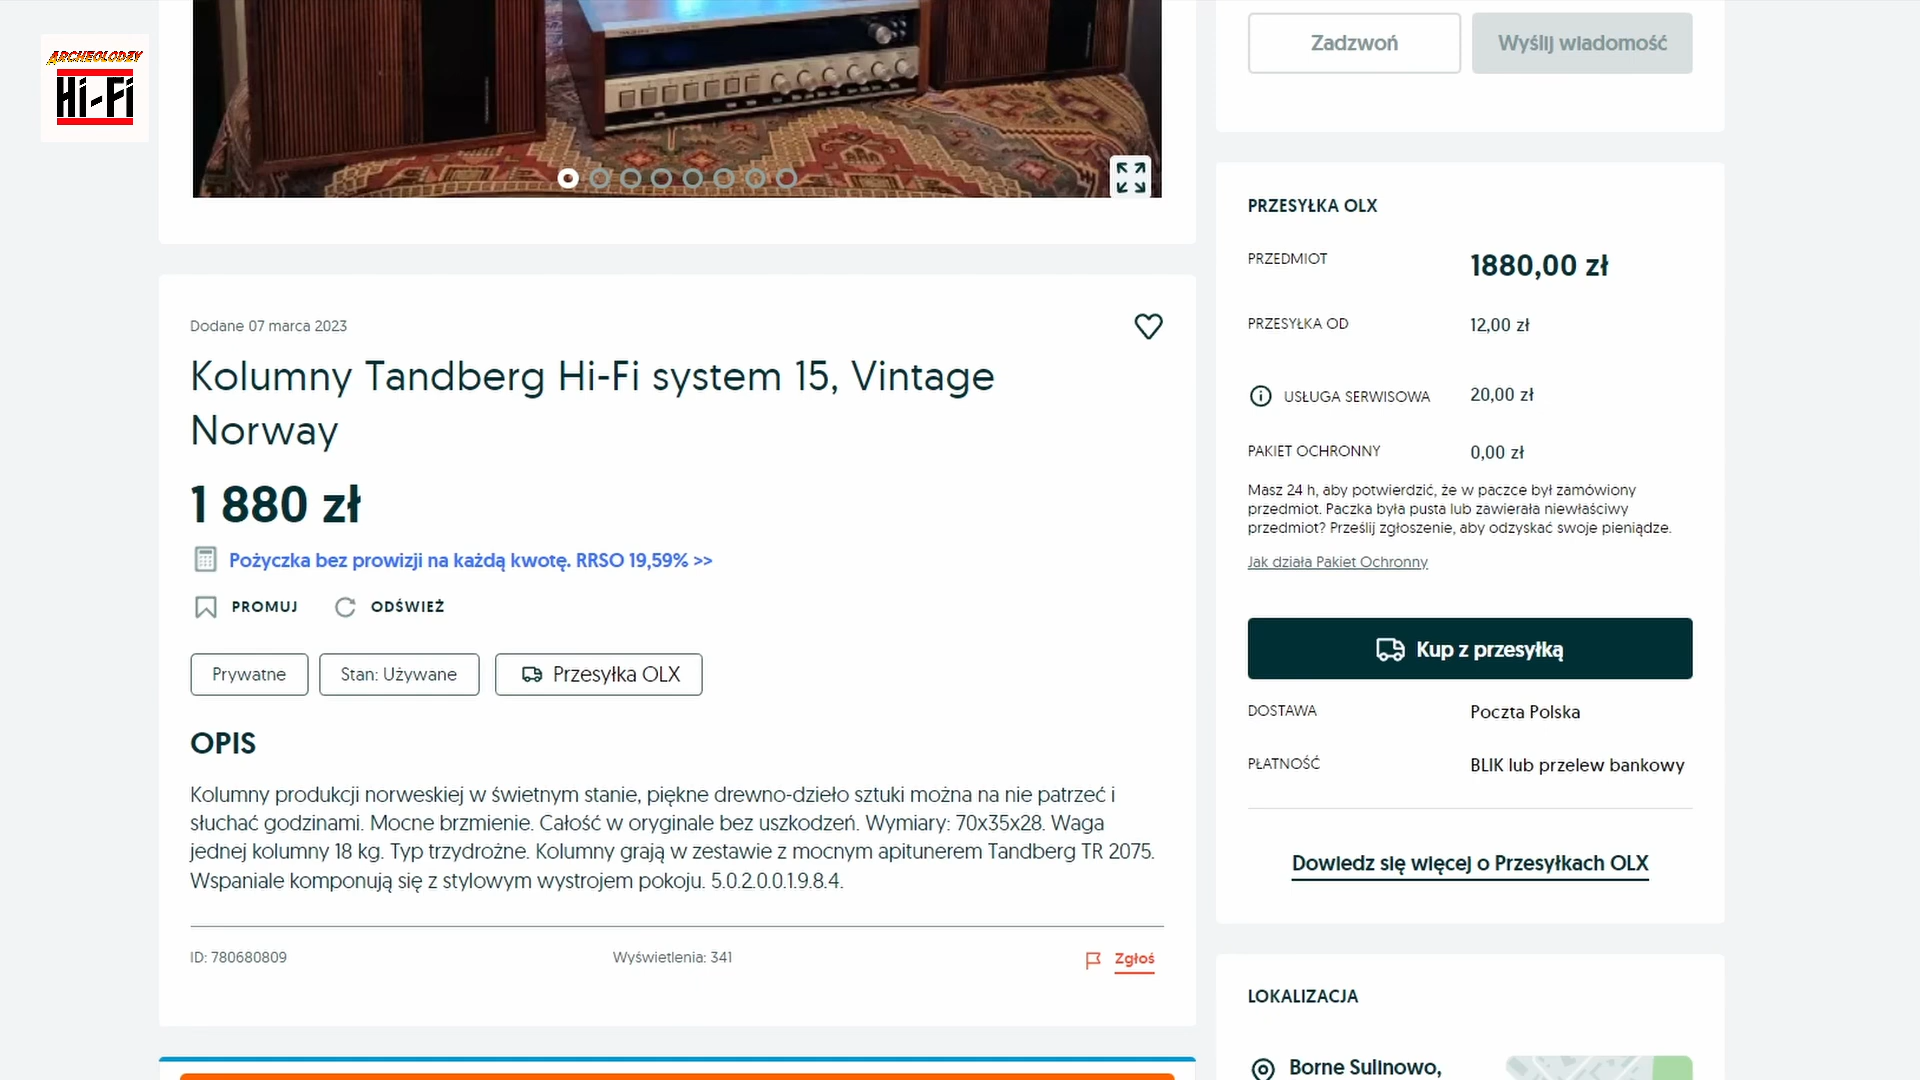 ARCHEOLODZY
Hi-Fi
Zadzwoń
Wyślij wiadomość
Dodane 07 marca 2023
Kolumny Tandberg Hi-Fi system 15, Vintage
Norway
1 880 zł
Pożyczka bez prowizji na każdą kwotę. RRSO 19,59% >>
PROMUJ
ODŚWIEŻ
Prywatne
Stan: Używane
Przesyłka OLX
OPIS
Kolumny produkcji norweskiej w świetnym stanie, piękne drewno-dzieło sztuki można na nie patrzeć i
słuchać godzinami. Mocne brzmienie. Całość w oryginale bez uszkodzeń. Wymiary: 70x35x28. Waga
jednej kolumny 18 kg. Typ trzydrożne. Kolumny grają w zestawie z mocnym apitunerem Tandberg TR 2075.
Wspaniale komponują się z stylowym wystrojem pokoju. 5.0.2.0.0.1.9.8.4.
ID: 780680809
Wyświetlenia: 341
Zgłoś
PRZESYŁKA OLX
PRZEDMIOT 1880,00 zł
PRZESYŁKA OD 12,00 zł
USŁUGA SERWISOWA 20,00 zł
PAKIET OCHRONNY 0,00 zł
Masz 24 h, aby potwierdzić, że w paczce był zamówiony
przedmiot. Paczka była pusta lub zawierała niewłaściwy
przedmiot? Prześlij zgłoszenie, aby odzyskać swoje pieniądze.
Jak działa Pakiet Ochronny
Kup z przesyłką
DOSTAWA Poczta Polska
PŁATNOŚĆ BLIK lub przelew bankowy
Dowiedz się więcej o Przesyłkach OLX
LOKALIZACJA
Borne Sulinowo,